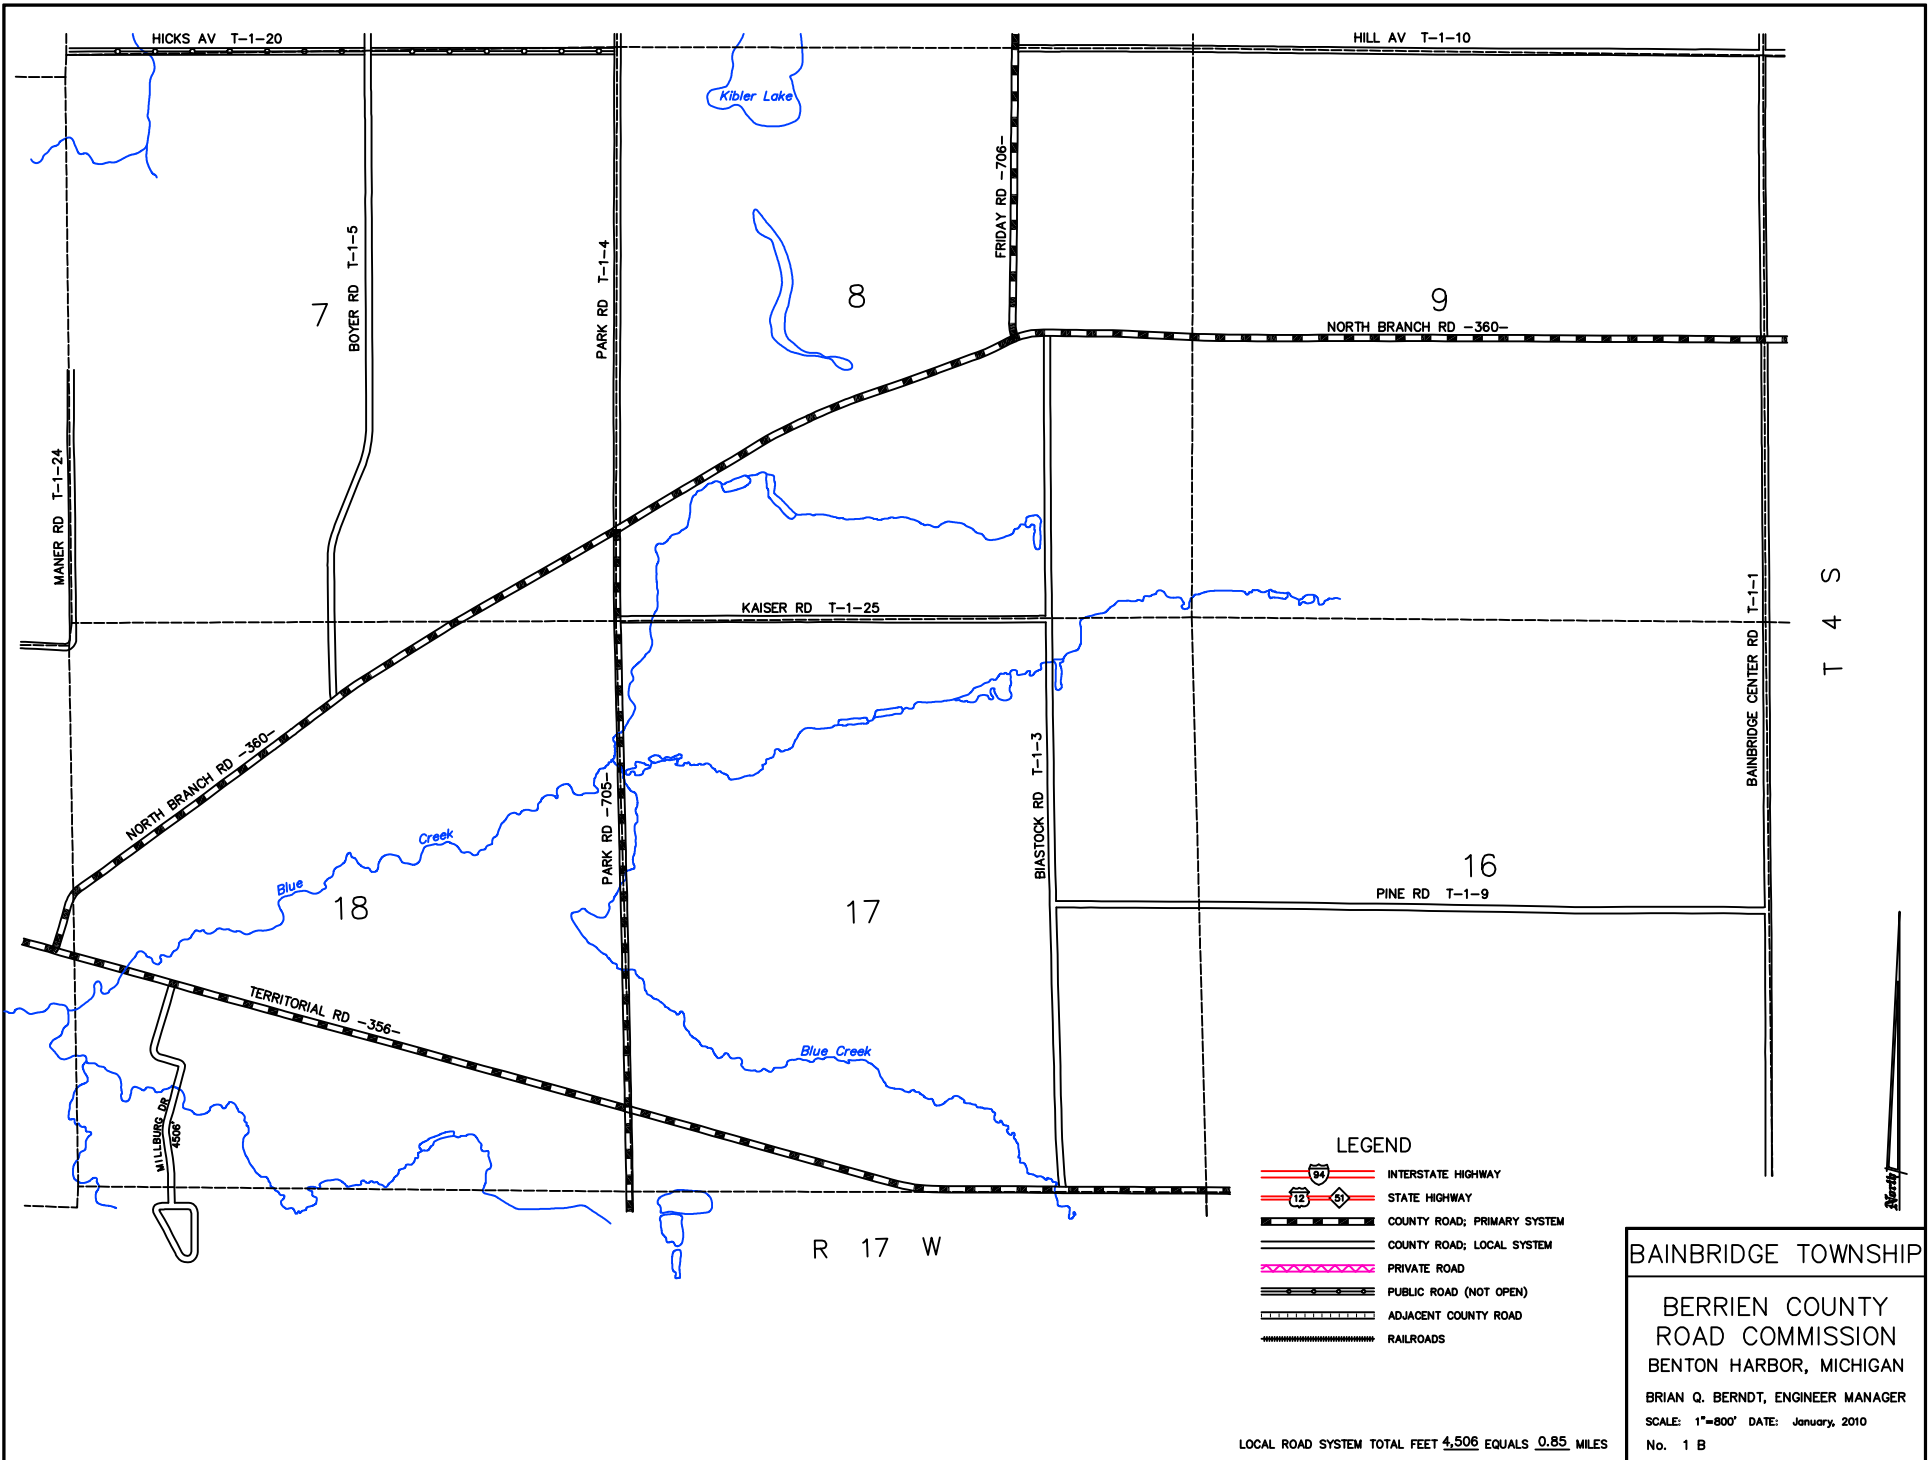 HICKS AV T-1-20
HILL AV T-1-10
Kibler Lake
FRIDAY RD -706-
BOYER RD T-1-5
PARK RD T-1-4
7
8
9
NORTH BRANCH RD -360-
MANER RD T-1-24
KAISER RD T-1-25
BAINBRIDGE CENTER RD T-1-1
T 4 S
NORTH BRANCH RD -360-
PARK RD -705-
BIASTOCK RD T-1-3
Creek
Blue
18
17
16
PINE RD T-1-9
TERRITORIAL RD -356-
Blue Creek
MILLBURG DR
4506'
R 17 W
North
LEGEND
94 INTERSTATE HIGHWAY
12 51 STATE HIGHWAY
COUNTY ROAD; PRIMARY SYSTEM
COUNTY ROAD; LOCAL SYSTEM
PRIVATE ROAD
PUBLIC ROAD (NOT OPEN)
ADJACENT COUNTY ROAD
RAILROADS
LOCAL ROAD SYSTEM TOTAL FEET 4,506 EQUALS 0.85 MILES
BAINBRIDGE TOWNSHIP
BERRIEN COUNTY
ROAD COMMISSION
BENTON HARBOR, MICHIGAN
BRIAN Q. BERNDT, ENGINEER MANAGER
SCALE: 1"=800' DATE: January, 2010
No. 1 B